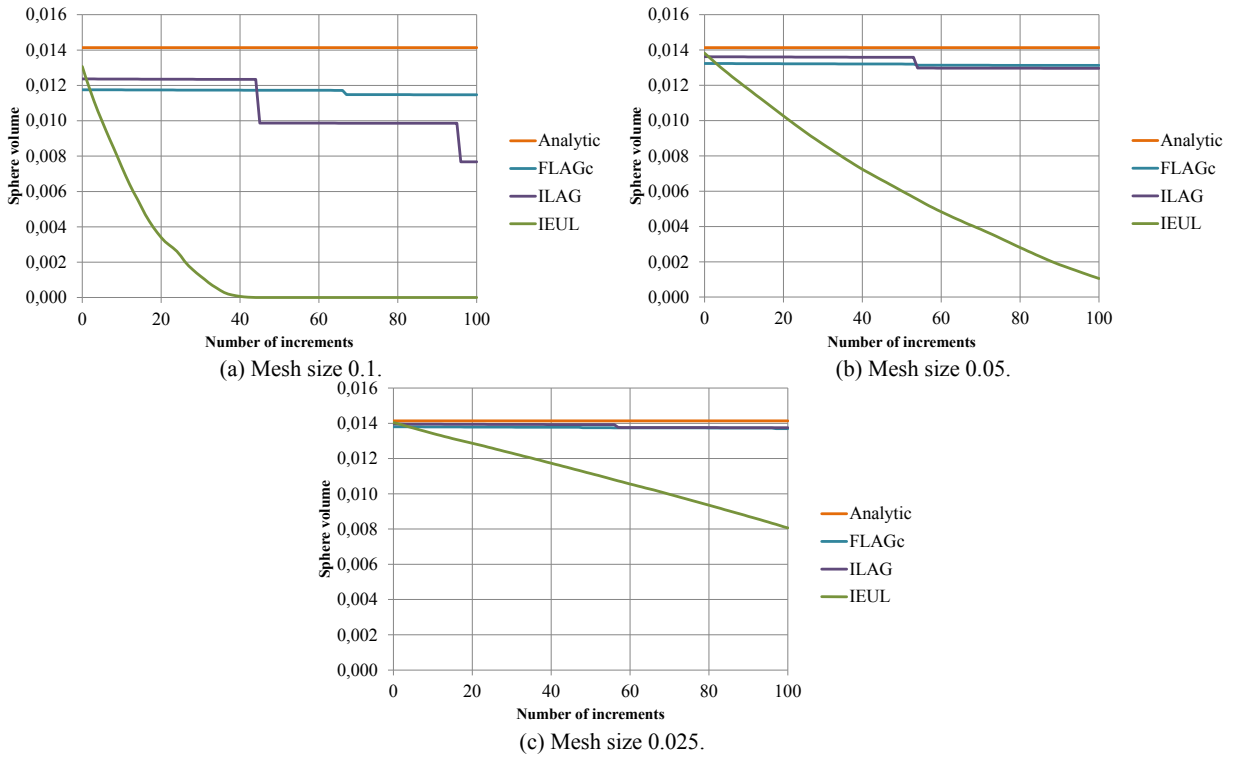 0,016
0,014
0,012
0,010
0,008
0,006
0,004
0,002
0,000
Sphere volume
0 20 40 60 80 100
Number of increments
Analytic
FLAGc
ILAG
IEUL
(a) Mesh size 0.1.
0,016
0,014
0,012
0,010
0,008
0,006
0,004
0,002
0,000
Sphere volume
0 20 40 60 80 100
Number of increments
Analytic
FLAGc
ILAG
IEUL
(b) Mesh size 0.05.
0,016
0,014
0,012
0,010
0,008
0,006
0,004
0,002
0,000
Sphere volume
0 20 40 60 80 100
Number of increments
Analytic
FLAGc
ILAG
IEUL
(c) Mesh size 0.025.